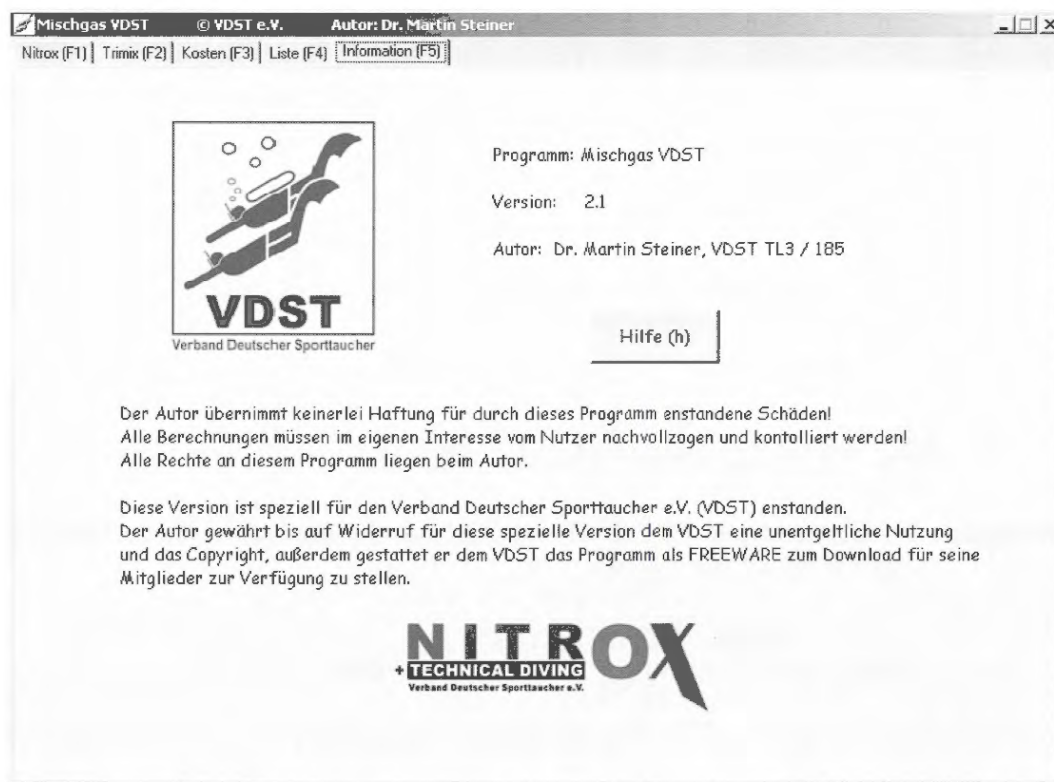 Mischgas VDST © VDST e.V. Autor: Dr. Martin Steiner
Nitrox (F1) Trimix (F2) Kosten (F3) Liste (F4) Information (F5)
VDST
Verband Deutscher Sporttaucher
Programm: Mischgas VDST
Version: 2.1
Autor: Dr. Martin Steiner, VDST TL3 / 185
Hilfe (h)
Der Autor übernimmt keinerlei Haftung für durch dieses Programm enstandene Schäden!
Alle Berechnungen müssen im eigenen Interesse vom Nutzer nachvollzogen und kontolliert werden!
Alle Rechte an diesem Programm liegen beim Autor.
Diese Version ist speziell für den Verband Deutscher Sporttaucher e.V. (VDST) enstanden.
Der Autor gewährt bis auf Widerruf für diese spezielle Version dem VDST eine unentgeltliche Nutzung
und das Copyright, außerdem gestattet er dem VDST das Programm als FREEWARE zum Download für seine
Mitglieder zur Verfügung zu stellen.
NITROX
+ TECHNICAL DIVING
Verband Deutscher Sporttaucher e.V.